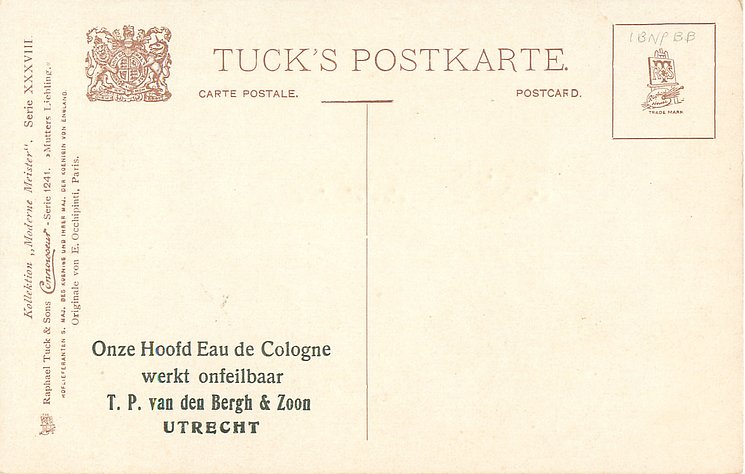 TUCK'S POSTKARTE.
CARTE POSTALE.
POSTCARD.
1BNPBB
TRADE MARK
Kollektion „Moderne Meister“, Serie XXXVIII
Raphael Tuck & Sons Connoisseur - Serie 1241. »Mutters Liebling.«
HOFLIEFERANTEN S. MAJ. DES KOENIGS UND IHRER MAJ. DER KOENIGIN VON ENGLAND.
Originale von E. Occhipinti, Paris.
Onze Hoofd Eau de Cologne
werkt onfeilbaar
T. P. van den Bergh & Zoon
UTRECHT